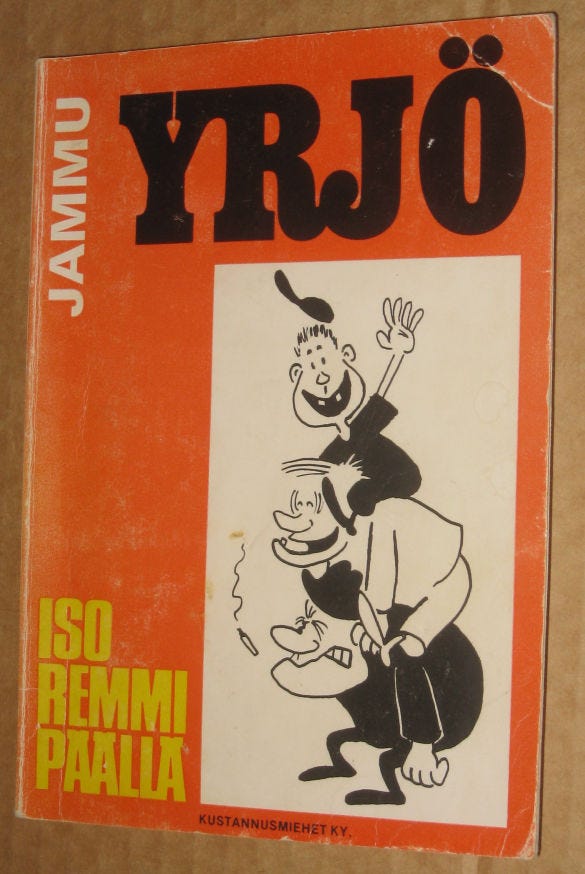 JAMMU
YRJÖ
ISO
REMMI
PÄÄLLÄ
KUSTANNUSMIEHET KY.